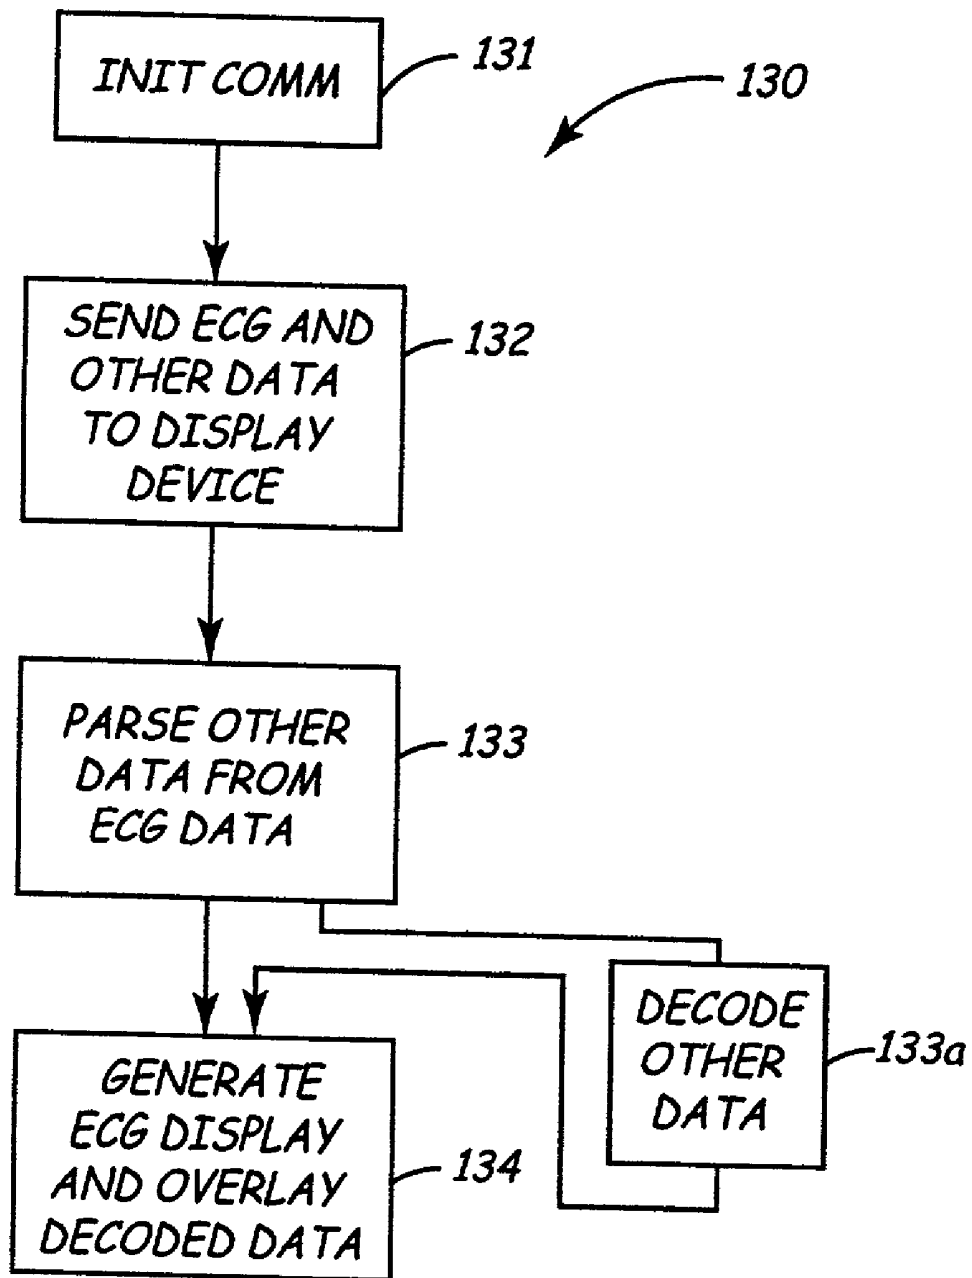 INIT COMM
131
130
SEND ECG AND
OTHER DATA
TO DISPLAY
DEVICE
132
PARSE OTHER
DATA FROM
ECG DATA
133
DECODE
OTHER
DATA
133a
GENERATE
ECG DISPLAY
AND OVERLAY
DECODED DATA
134